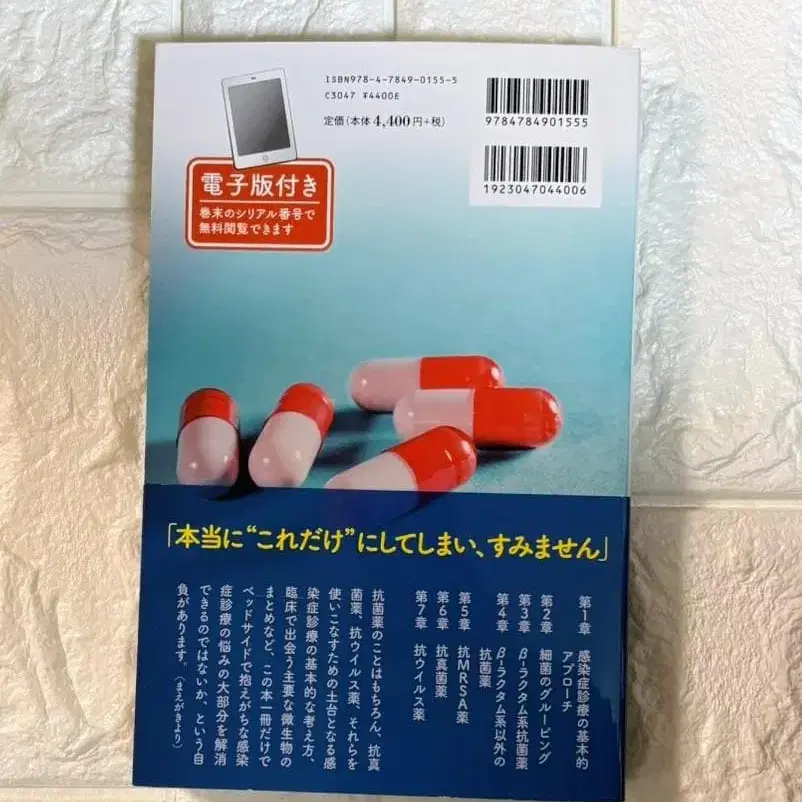 ISBN978-4-7849-0155-5
C3047 ¥4400E
定価(本体4,400円+税)
9784784901555
1923047044006
電子版付き
巻末のシリアル番号で
無料閲覧できます
「本当に“これだけ”にしてしまい、すみません」
第1章 感染症診療の基本的
アプローチ
第2章 細菌のグルーピング
第3章 β-ラクタム系抗菌薬
第4章 β-ラクタム系以外の
抗菌薬
第5章 抗MRSA薬
第6章 抗真菌薬
第7章 抗ウイルス薬
抗菌薬のことはもちろん、抗真
菌薬、抗ウイルス薬、それらを
使いこなすための土台となる感
染症診療の基本的な考え方、
臨床で出会う主要な微生物の
まとめなど、この本一冊だけで
ベッドサイドで抱えがちな感染
症診療の悩みの大部分を解消
できるのではないか、という自
負があります。(まえがきより)